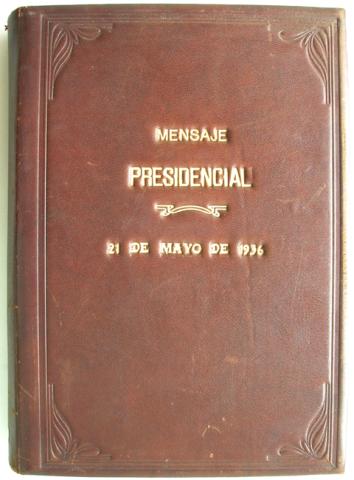 MENSAJE
PRESIDENCIAL
21 DE MAYO DE 1936